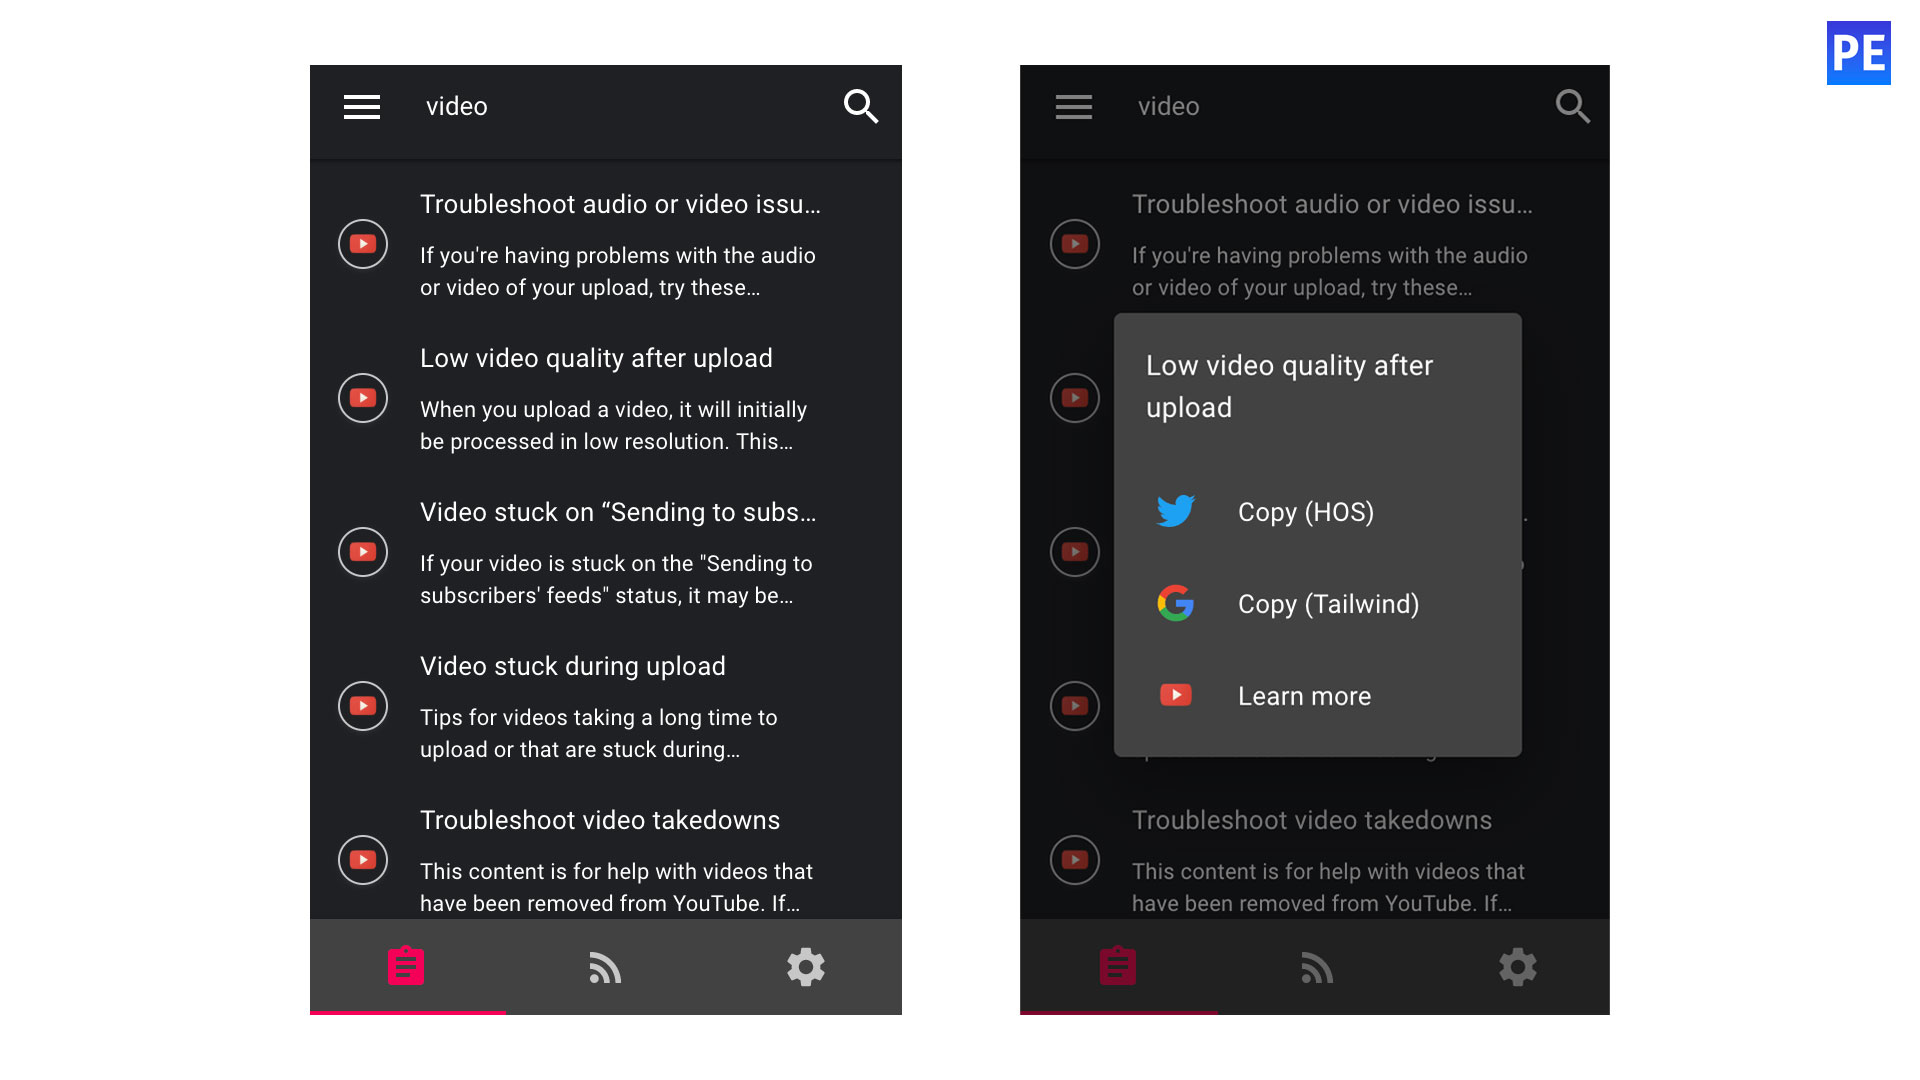 PE
video
Troubleshoot audio or video issu...
If you're having problems with the audio
or video of your upload, try these...
Low video quality after upload
When you upload a video, it will initially
be processed in low resolution. This...
Video stuck on “Sending to subs...
If your video is stuck on the "Sending to
subscribers' feeds" status, it may be...
Video stuck during upload
Tips for videos taking a long time to
upload or that are stuck during...
Troubleshoot video takedowns
This content is for help with videos that
have been removed from YouTube. If...
video
Troubleshoot audio or video issu...
If you're having problems with the audio
or video of your upload, try these...
Low video quality after
upload
Copy (HOS)
Copy (Tailwind)
Learn more
Troubleshoot video takedowns
This content is for help with videos that
have been removed from YouTube. If...